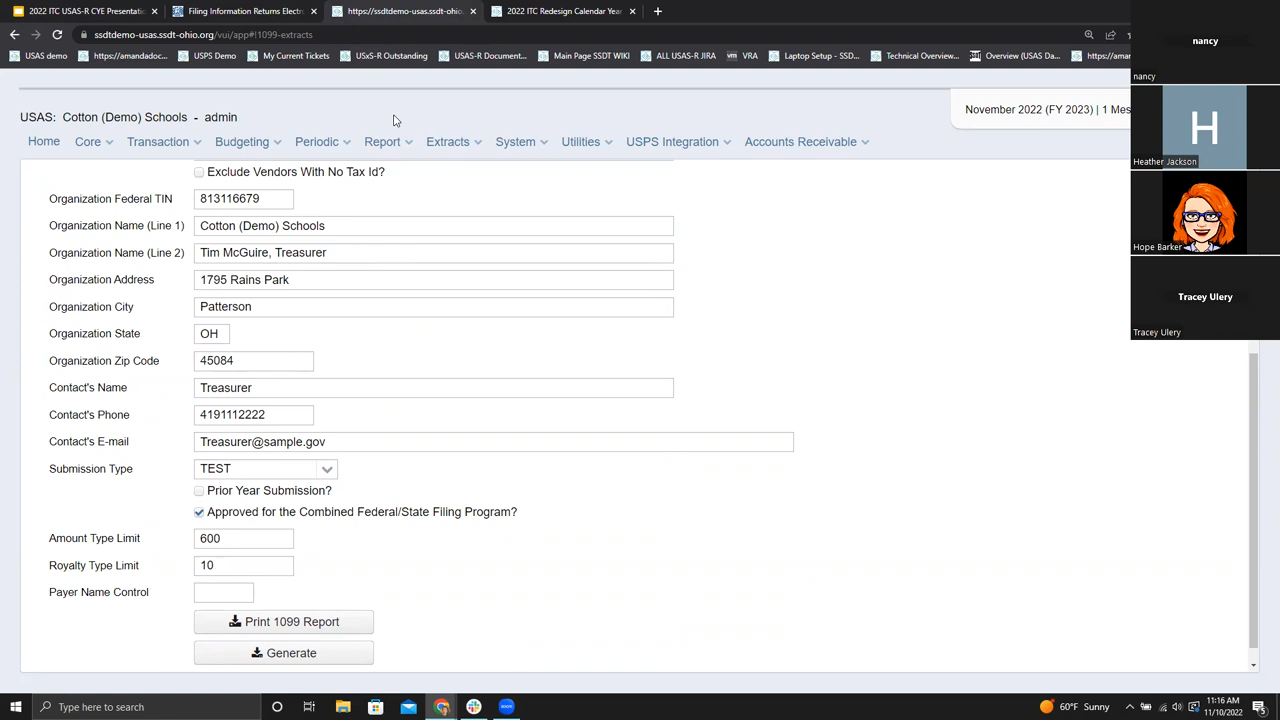 2022 ITC USAS-R CYE Presentati
Filing Information Returns Electr
https://ssdtdemo-usas.ssdt-ohio
2022 ITC Redesign Calendar Yea
ssdtdemo-usas.ssdt-ohio.org/vui/app#!1099-extracts
USAS demo
https://amandadoc...
USPS Demo
My Current Tickets
USxS-R Outstanding
USAS-R Document...
Main Page SSDT WIKI
ALL USAS-R JIRA
VRA
Laptop Setup - SSD...
Technical Overview...
USAS-R Overview (USAS Da...
https://aman
nancy
nancy
H
Heather Jackson
Hope Barker
Tracey Ulery
Tracey Ulery
USAS: Cotton (Demo) Schools - admin
November 2022 (FY 2023) | 1 Mes
Home Core Transaction Budgeting Periodic Report Extracts System Utilities USPS Integration Accounts Receivable
Exclude Vendors With No Tax Id?
Organization Federal TIN 813116679
Organization Name (Line 1) Cotton (Demo) Schools
Organization Name (Line 2) Tim McGuire, Treasurer
Organization Address 1795 Rains Park
Organization City Patterson
Organization State OH
Organization Zip Code 45084
Contact's Name Treasurer
Contact's Phone 4191112222
Contact's E-mail Treasurer@sample.gov
Submission Type TEST
Prior Year Submission?
Approved for the Combined Federal/State Filing Program?
Amount Type Limit 600
Royalty Type Limit 10
Payer Name Control
Print 1099 Report
Generate
Type here to search
60°F Sunny
11:16 AM
11/10/2022
5